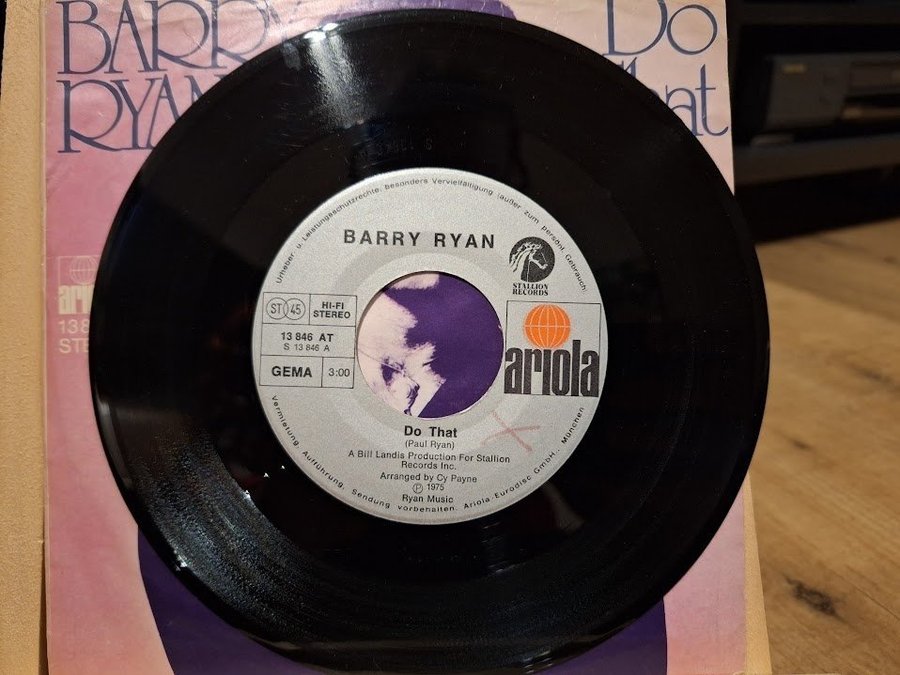 BARRY
RYAN
Do
That
Urheber- u. Leistungsschutzrechte, besonders Vervielfältigung (außer zum persönl. Gebrauch)
BARRY RYAN
STALLION
RECORDS
ST 45
HI-FI
STEREO
13 846 AT
S 13 846 A
GEMA 3:00
ariola
Do That
(Paul Ryan)
A Bill Landis Production For Stallion
Records Inc.
Arranged by Cy Payne
℗ 1975
Ryan Music
Vermietung, Aufführung, Sendung vorbehalten. Ariola-Eurodisc GmbH. München
ari
13 8
STE